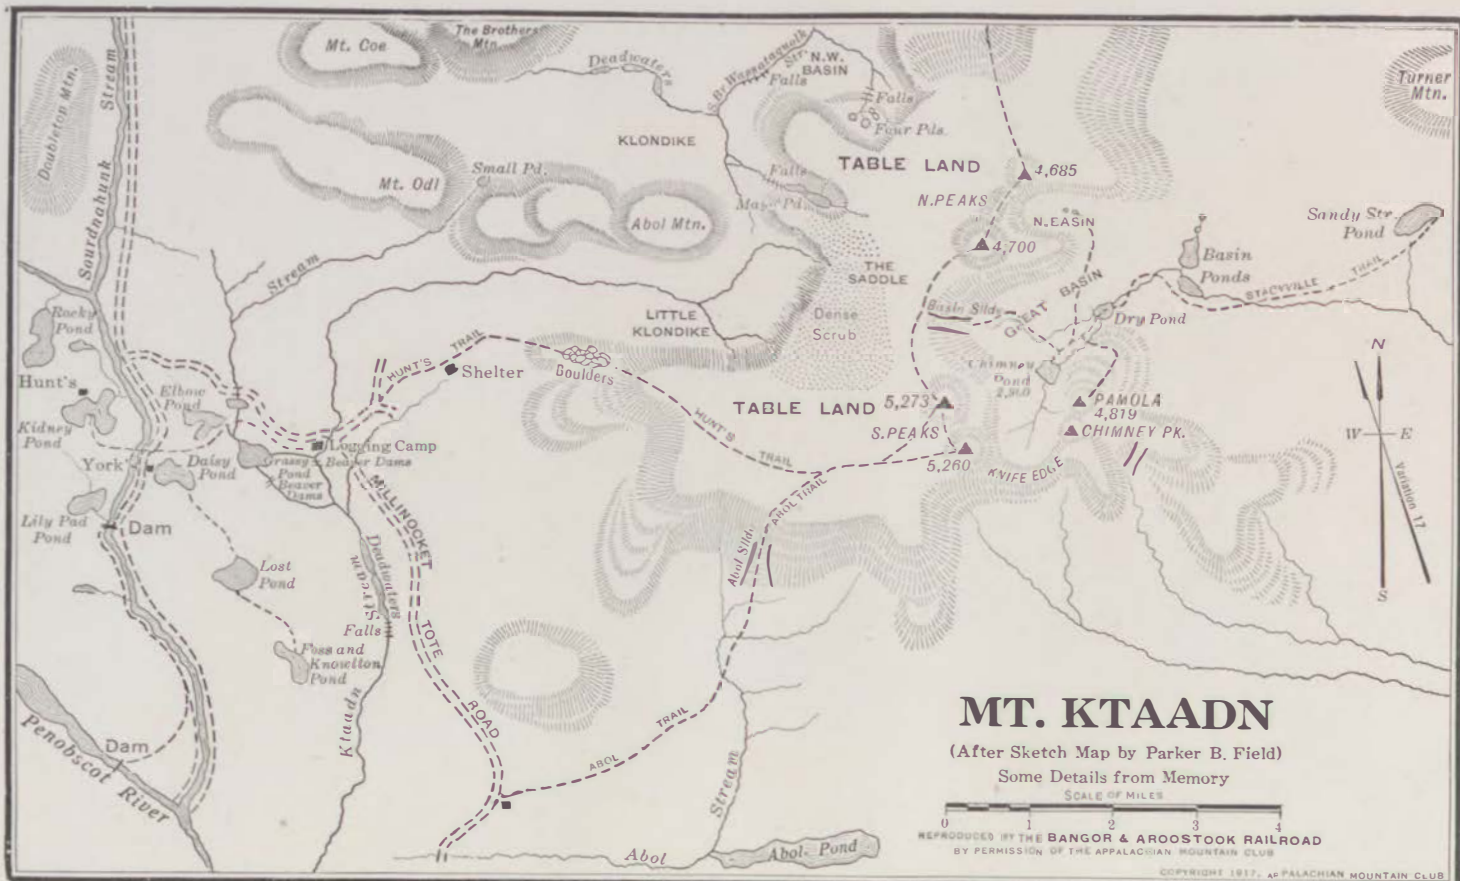 Mt. Coe
The Brothers
Mtn.
Deadwaters
S. Br. Wassataquoik
Str.
Falls
N.W.
BASIN
Falls
Four Pds.
Turner
Mtn.
Doubleton Mtn.
Sourdnahunk
Stream
KLONDIKE
TABLE LAND
4,685
Mt. Odl
Small Pd.
Falls
N.PEAKS
Abol Mtn.
4,700
Sandy Str.
Pond
Basin
Ponds
STACYVILLE
TRAIL
Stream
THE
SADDLE
GREAT BASIN
Basin Slide
Rocky
Pond
LITTLE
KLONDIKE
Dense
Scrub
Dry Pond
HUNT'S
TRAIL
Boulders
Shelter
Chimney
Pond
Hunt's
Elbow
Pond
Kidney
Pond
TABLE LAND
5,273
PAMOLA
4,819
CHIMNEY PK.
S.PEAKS
HUNT'S
TRAIL
5,260
KNIFE EDGE
N
W
E
S
Variation 17
York's
Daisy
Pond
Logging Camp
Beaver Dams
Grassy
Pond
Beaver
Dams
MILLINOCKET
TOTE
ROAD
Lily Pad
Pond
Dam
ABOL TRAIL
Abol Slide
Lost
Pond
Deadwaters
Stream
Falls
Foss and
Knowlton
Pond
Ktaadn
Penobscot
River
Dam
ABOL
TRAIL
Stream
Abol
Abol Pond
MT. KTAADN
(After Sketch Map by Parker B. Field)
Some Details from Memory
SCALE OF MILES
0 1 2 3 4
REPRODUCED BY THE BANGOR & AROOSTOOK RAILROAD
BY PERMISSION OF THE APPALACHIAN MOUNTAIN CLUB
COPYRIGHT 1917, APPALACHIAN MOUNTAIN CLUB